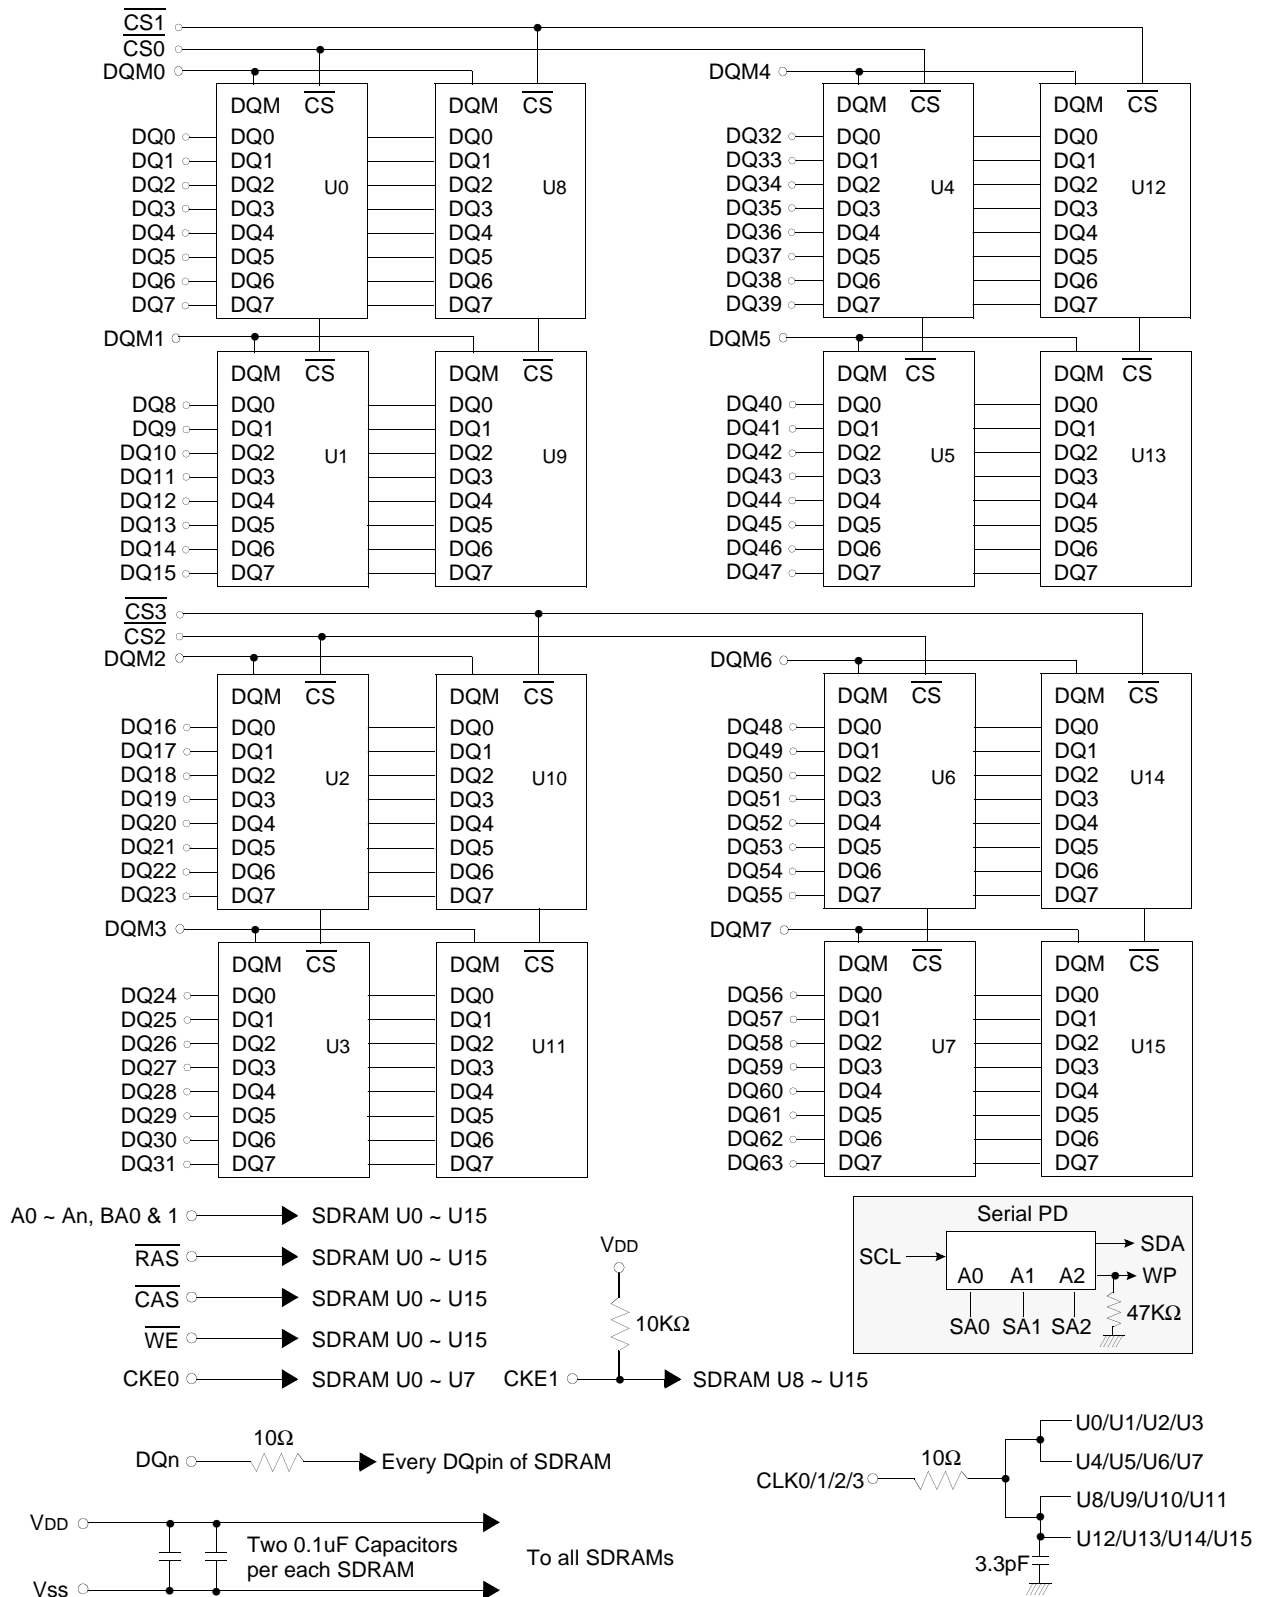 CS1
CS0
DQM0 DQM4
DQM CS DQM CS DQM CS DQM CS
DQ0 DQ0 DQ0 DQ32 DQ0 DQ0
DQ1 DQ1 DQ1 DQ33 DQ1 DQ1
DQ2 DQ2 U0 DQ2 U8 DQ34 DQ2 U4 DQ2 U12
DQ3 DQ3 DQ3 DQ35 DQ3 DQ3
DQ4 DQ4 DQ4 DQ36 DQ4 DQ4
DQ5 DQ5 DQ5 DQ37 DQ5 DQ5
DQ6 DQ6 DQ6 DQ38 DQ6 DQ6
DQ7 DQ7 DQ7 DQ39 DQ7 DQ7
DQM1 DQM5
DQM CS DQM CS DQM CS DQM CS
DQ8 DQ0 DQ0 DQ40 DQ0 DQ0
DQ9 DQ1 DQ1 DQ41 DQ1 DQ1
DQ10 DQ2 U1 DQ2 U9 DQ42 DQ2 U5 DQ2 U13
DQ11 DQ3 DQ3 DQ43 DQ3 DQ3
DQ12 DQ4 DQ4 DQ44 DQ4 DQ4
DQ13 DQ5 DQ5 DQ45 DQ5 DQ5
DQ14 DQ6 DQ6 DQ46 DQ6 DQ6
DQ15 DQ7 DQ7 DQ47 DQ7 DQ7
CS3
CS2
DQM2 DQM6
DQM CS DQM CS DQM CS DQM CS
DQ16 DQ0 DQ0 DQ48 DQ0 DQ0
DQ17 DQ1 DQ1 DQ49 DQ1 DQ1
DQ18 DQ2 U2 DQ2 U10 DQ50 DQ2 U6 DQ2 U14
DQ19 DQ3 DQ3 DQ51 DQ3 DQ3
DQ20 DQ4 DQ4 DQ52 DQ4 DQ4
DQ21 DQ5 DQ5 DQ53 DQ5 DQ5
DQ22 DQ6 DQ6 DQ54 DQ6 DQ6
DQ23 DQ7 DQ7 DQ55 DQ7 DQ7
DQM3 DQM7
DQM CS DQM CS DQM CS DQM CS
DQ24 DQ0 DQ0 DQ56 DQ0 DQ0
DQ25 DQ1 DQ1 DQ57 DQ1 DQ1
DQ26 DQ2 U3 DQ2 U11 DQ58 DQ2 U7 DQ2 U15
DQ27 DQ3 DQ3 DQ59 DQ3 DQ3
DQ28 DQ4 DQ4 DQ60 DQ4 DQ4
DQ29 DQ5 DQ5 DQ61 DQ5 DQ5
DQ30 DQ6 DQ6 DQ62 DQ6 DQ6
DQ31 DQ7 DQ7 DQ63 DQ7 DQ7
A0 ~ An, BA0 & 1 SDRAM U0 ~ U15
RAS SDRAM U0 ~ U15
CAS SDRAM U0 ~ U15
WE SDRAM U0 ~ U15
CKE0 SDRAM U0 ~ U7
VDD
10KΩ
CKE1 SDRAM U8 ~ U15
Serial PD
SCL SDA
A0 A1 A2 WP
SA0 SA1 SA2 47KΩ
10Ω
DQn Every DQpin of SDRAM
10Ω
CLK0/1/2/3
U0/U1/U2/U3
U4/U5/U6/U7
U8/U9/U10/U11
U12/U13/U14/U15
3.3pF
VDD
Two 0.1uF Capacitors
per each SDRAM
To all SDRAMs
Vss